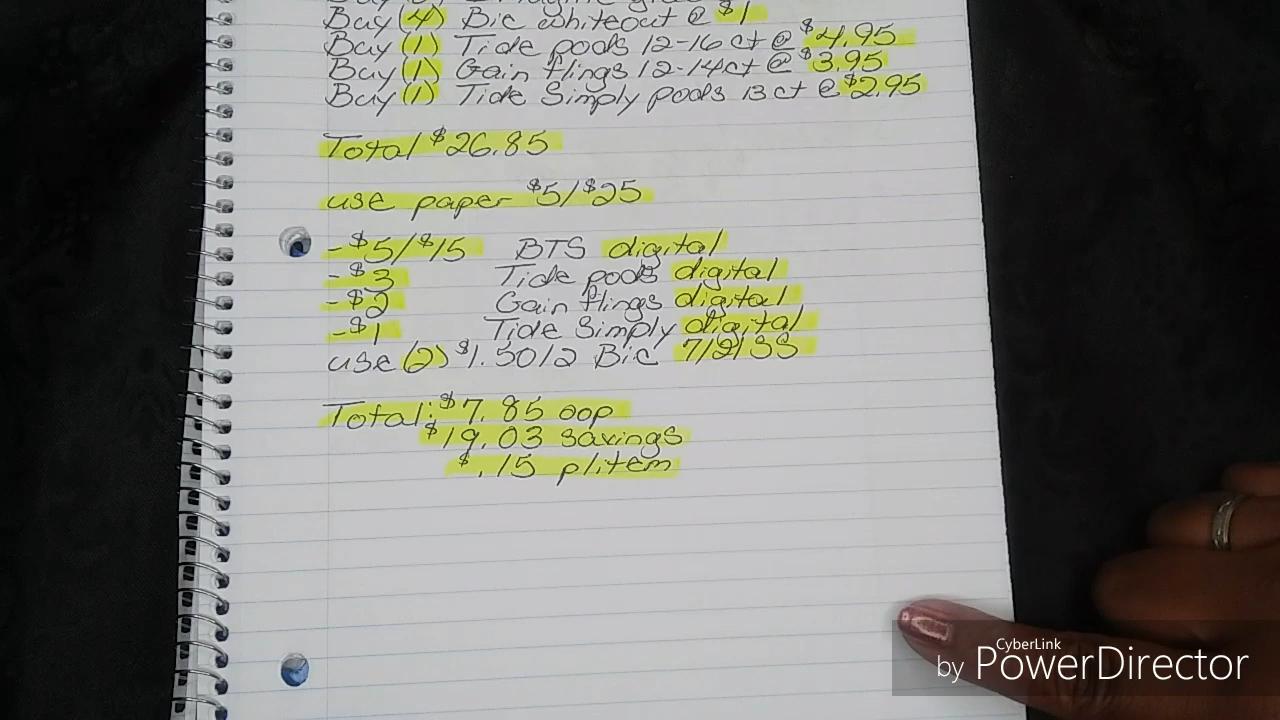 Buy (4) Bic whiteout @ $1
Buy (1) Tide pods 12-16 ct @ $4.95
Buy (1) Gain flings 12-14ct @ $3.95
Buy (1) Tide Simply pods 13 ct @ $2.95
Total $26.85
use paper $5/$25
-$5/$15 BTS digital
-$3 Tide pods digital
-$2 Gain flings digital
-$1 Tide Simply digital
use (2) $1.50/2 Bic 7/2/SS
Total: $7.85 oop
$19.03 savings
$.15 p/item
CyberLink
by PowerDirector